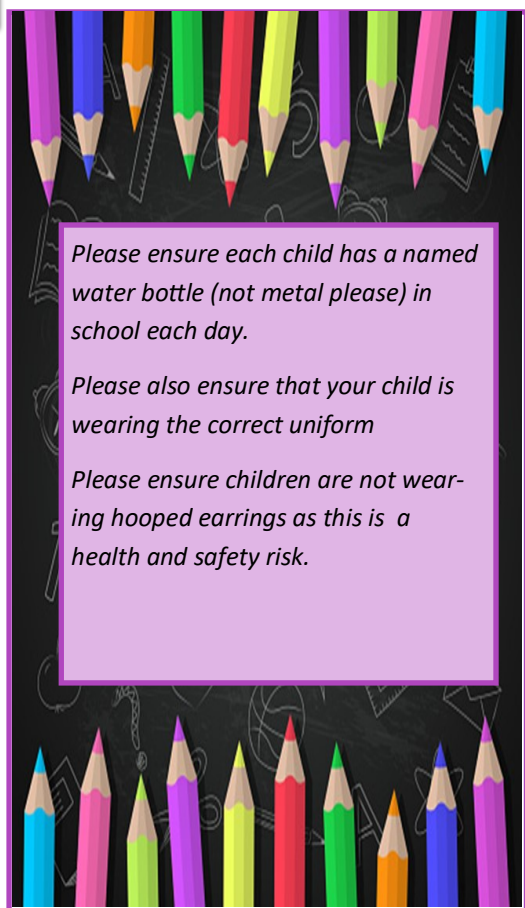 Please ensure each child has a named
water bottle (not metal please) in
school each day.
Please also ensure that your child is
wearing the correct uniform
Please ensure children are not wear-
ing hooped earrings as this is  a
health and safety risk.